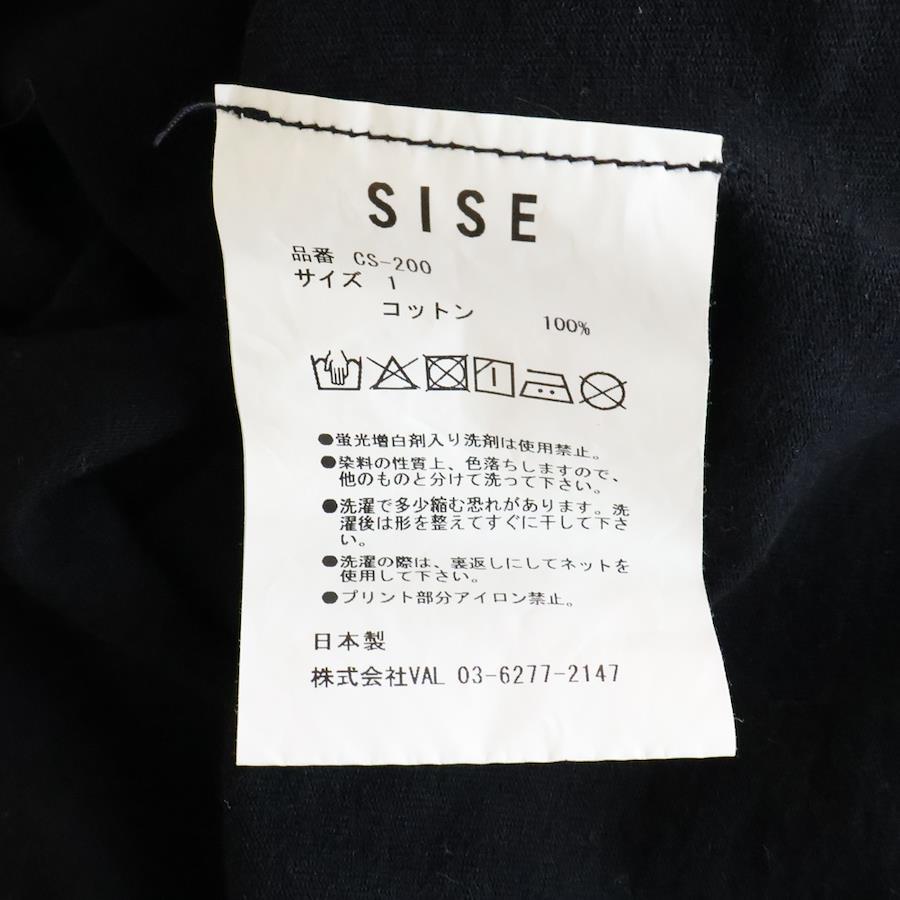 SISE
品番 CS-200
サイズ 1
コットン 100%
●蛍光増白剤入り洗剤は使用禁止。
●染料の性質上、色落ちしますので、
他のものと分けて洗って下さい。
●洗濯で多少縮む恐れがあります。洗
濯後は形を整えてすぐに干して下さ
い。
●洗濯の際は、裏返しにしてネットを
使用して下さい。
●プリント部分アイロン禁止。
日本製
株式会社VAL 03-6277-2147